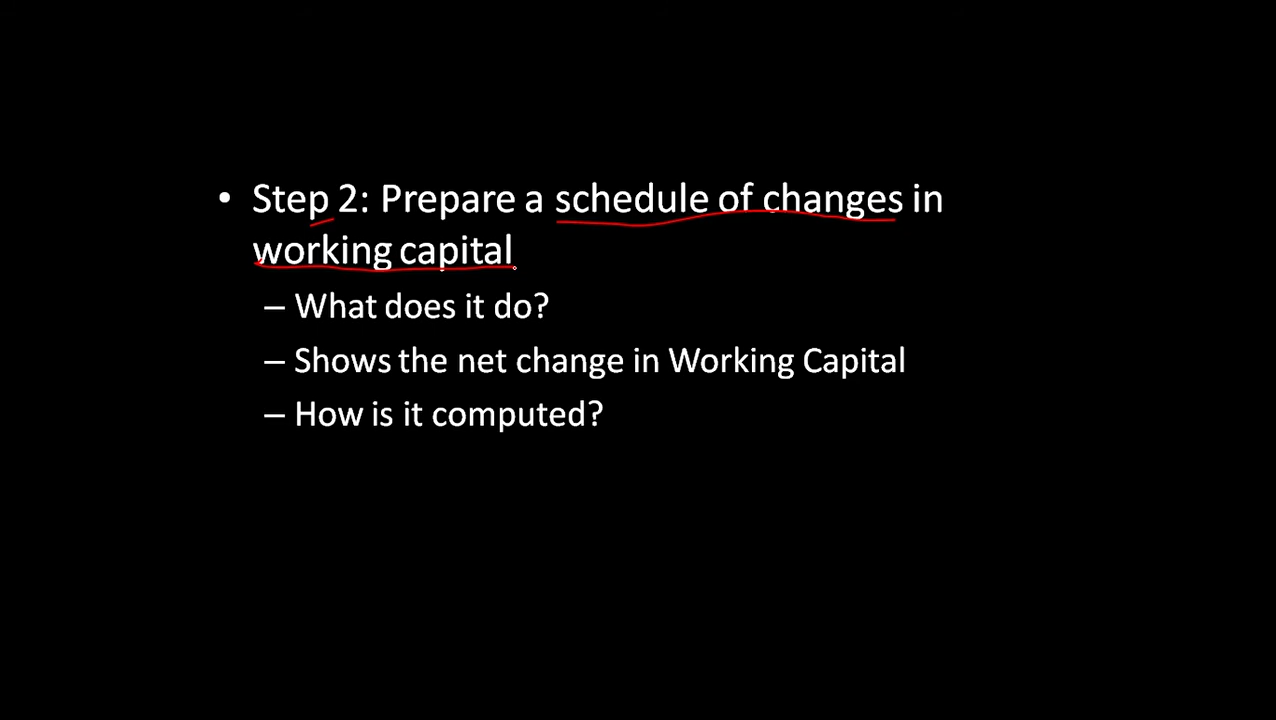 • Step 2: Prepare a schedule of changes in
working capital
– What does it do?
– Shows the net change in Working Capital
– How is it computed?